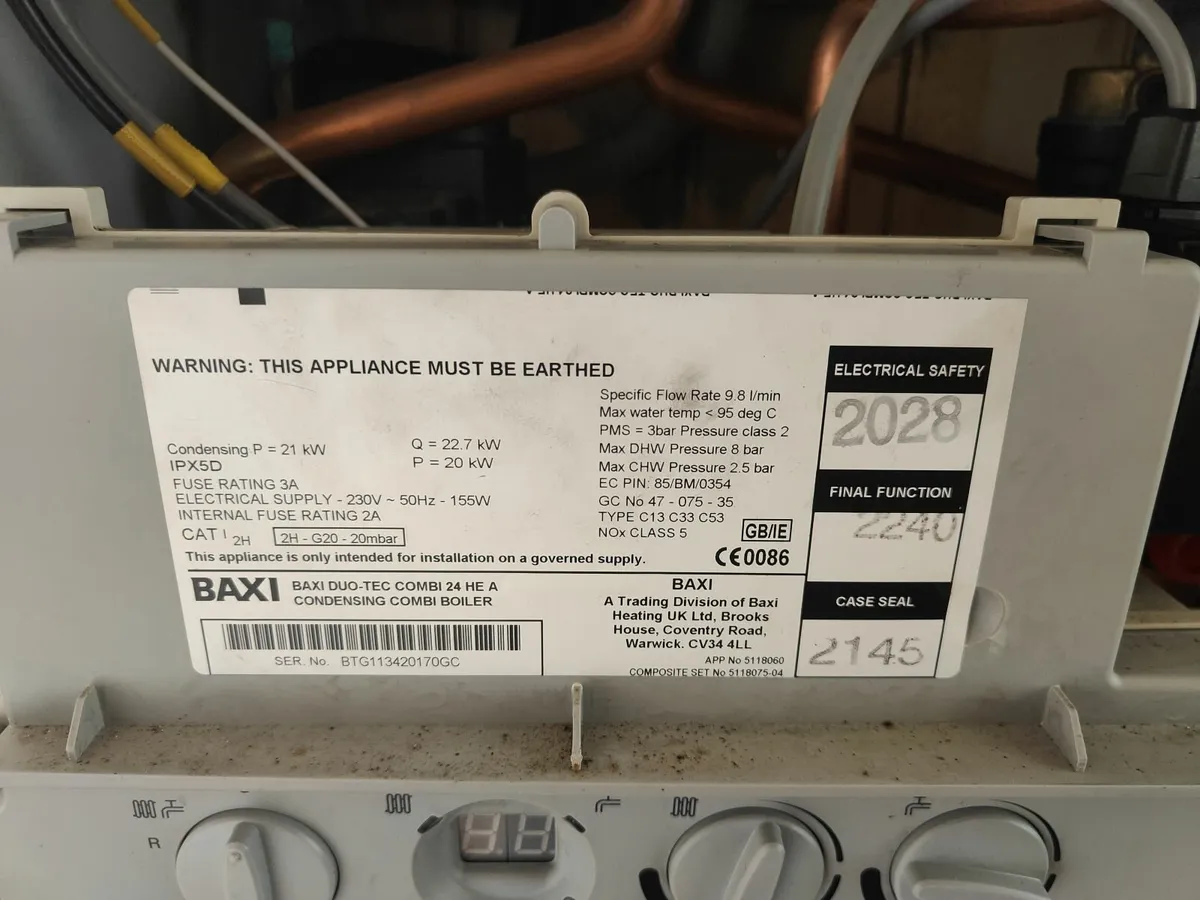 WARNING: THIS APPLIANCE MUST BE EARTHED
Condensing P = 21 kW
Q = 22.7 kW
P = 20 kW
IPX5D
FUSE RATING 3A
ELECTRICAL SUPPLY - 230V ~ 50Hz - 155W
INTERNAL FUSE RATING 2A
CAT I 2H 2H - G20 - 20mbar
This appliance is only intended for installation on a governed supply.
Specific Flow Rate 9.8 l/min
Max water temp < 95 deg C
PMS = 3bar Pressure class 2
Max DHW Pressure 8 bar
Max CHW Pressure 2.5 bar
EC PIN: 85/BM/0354
GC No 47 - 075 - 35
TYPE C13 C33 C53
NOx CLASS 5
GB/IE
CE0086
ELECTRICAL SAFETY
2028
FINAL FUNCTION
2240
CASE SEAL
2145
BAXI BAXI DUO-TEC COMBI 24 HE A
CONDENSING COMBI BOILER
SER. No. BTG113420170GC
BAXI
A Trading Division of Baxi
Heating UK Ltd, Brooks
House, Coventry Road,
Warwick. CV34 4LL
APP No 5118060
COMPOSITE SET No 5118075-04
R